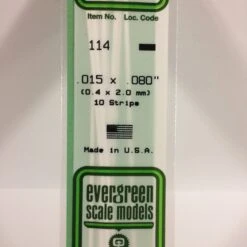 Item No. Loc. Code
114
.015 x .080"
(0.4 x 2.0 mm)
10 Strips
Made in U.S.A.
evergreen
scale models